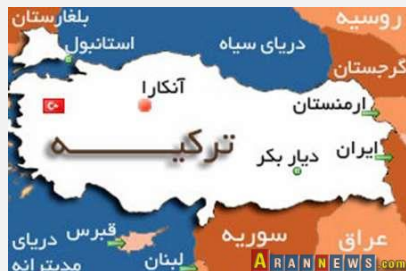 بلغارستان
روسیه
استانبول
دریای سیاه
گرجستان
آنکارا
ارمنستان
ترکیه
دیار بکر
ایران
قبرس
دریای
مدیترانه
سوریه
لبنان
عراق
ARANNEWS.com